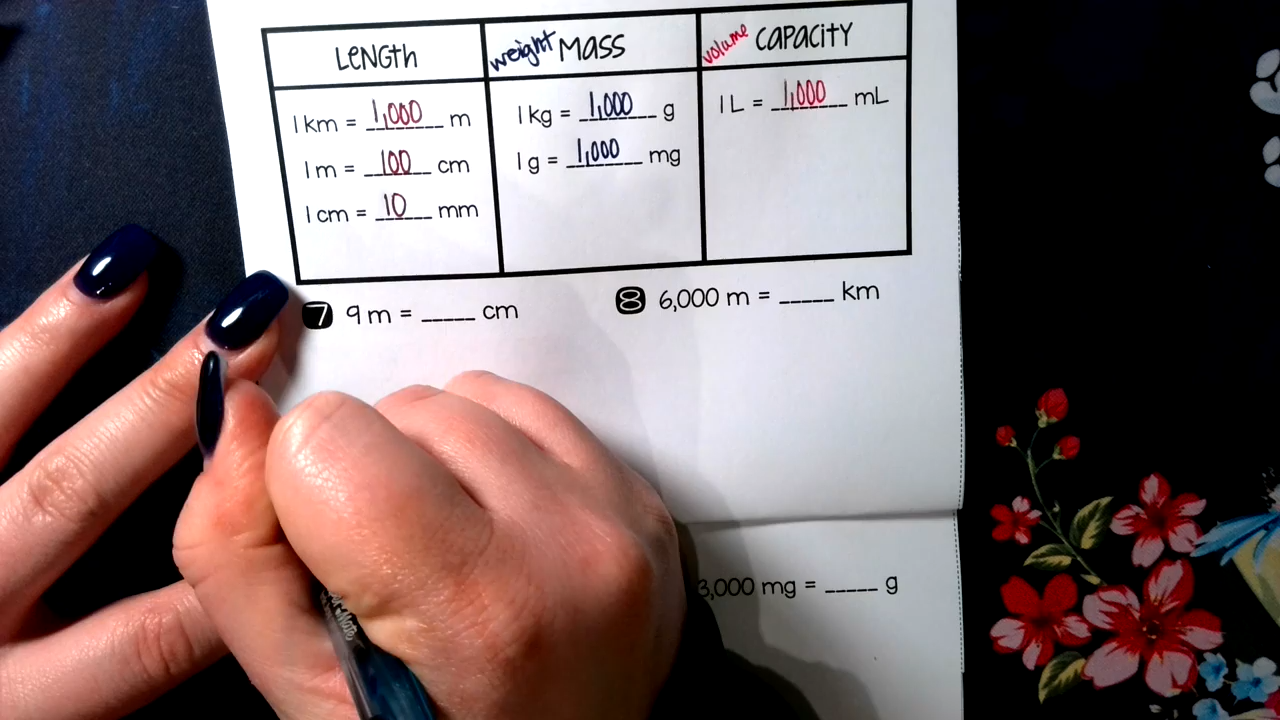 LENGTH
weight MASS
volume CAPACITY
1 km = 1,000 m
1 m = 100 cm
1 cm = 10 mm
1 kg = 1,000 g
1 g = 1,000 mg
1 L = 1,000 mL
7 9 m = _____ cm
8 6,000 m = _____ km
3,000 mg = _____ g